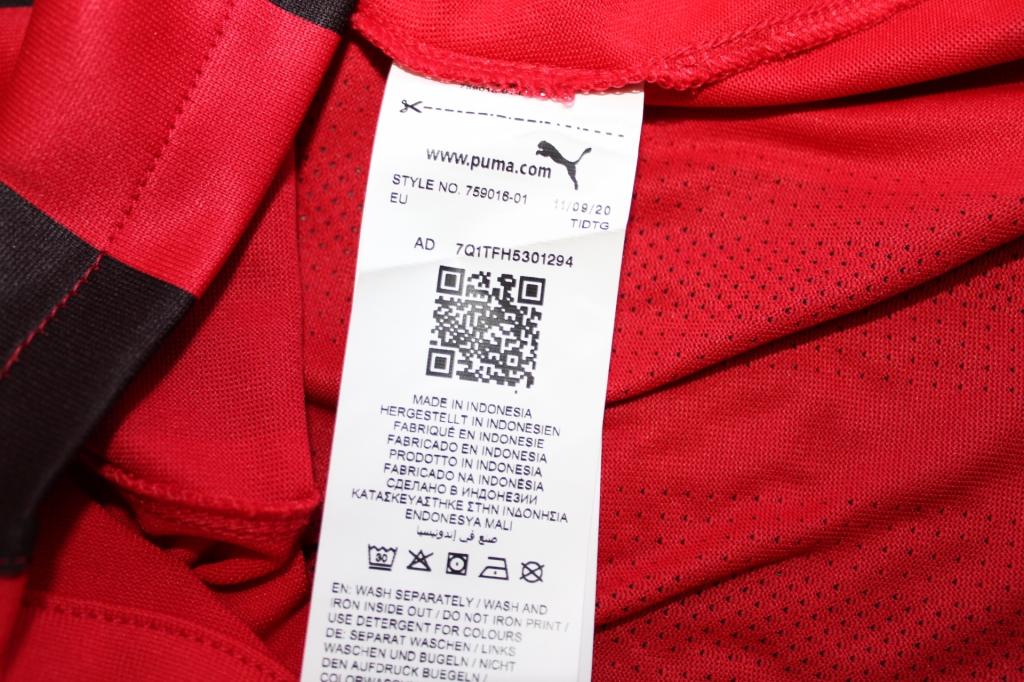 www.puma.com
STYLE NO. 759016-01 11/09/20
EU TIDTG
AD 7Q1TFH5301294
MADE IN INDONESIA
HERGESTELLT IN INDONESIEN
FABRIQUÉ EN INDONESIE
FABRICADO EN INDONESIA
PRODOTTO IN INDONESIA
FABRICADO NA INDONÉSIA
СДЕЛАНО В ИНДОНЕЗИИ
ΚΑΤΑΣΚΕΥΑΣΤΗΚΕ ΣΤΗΝ ΙΝΔΟΝΗΣΙΑ
ENDONESYA MALI
صنع في إندونيسيا
30
EN: WASH SEPARATELY / WASH AND
IRON INSIDE OUT / DO NOT IRON PRINT /
USE DETERGENT FOR COLOURS
DE: SEPARAT WASCHEN / LINKS
WASCHEN UND BUGELN / NICHT
DEN AUFDRUCK BUEGELN /